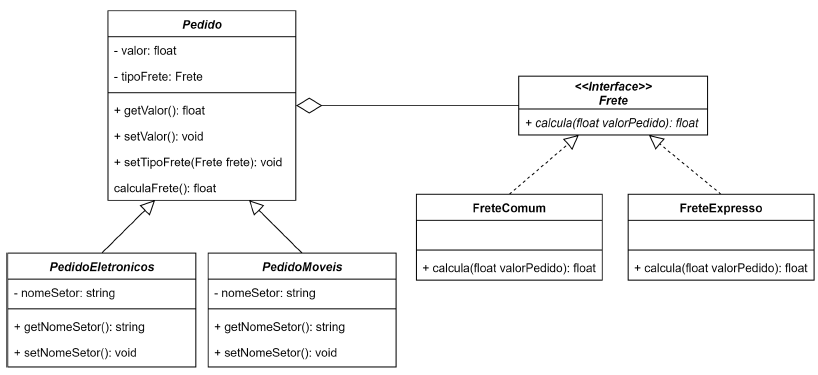 Pedido
- valor: float
- tipoFrete: Frete
+ getValor(): float
+ setValor(): void
+ setTipoFrete(Frete frete): void
calculaFrete(): float
<<Interface>>
Frete
+ calcula(float valorPedido): float
FreteComum
+ calcula(float valorPedido): float
FreteExpresso
+ calcula(float valorPedido): float
PedidoEletronicos
- nomeSetor: string
+ getNomeSetor(): string
+ setNomeSetor(): void
PedidoMoveis
- nomeSetor: string
+ getNomeSetor(): string
+ setNomeSetor(): void